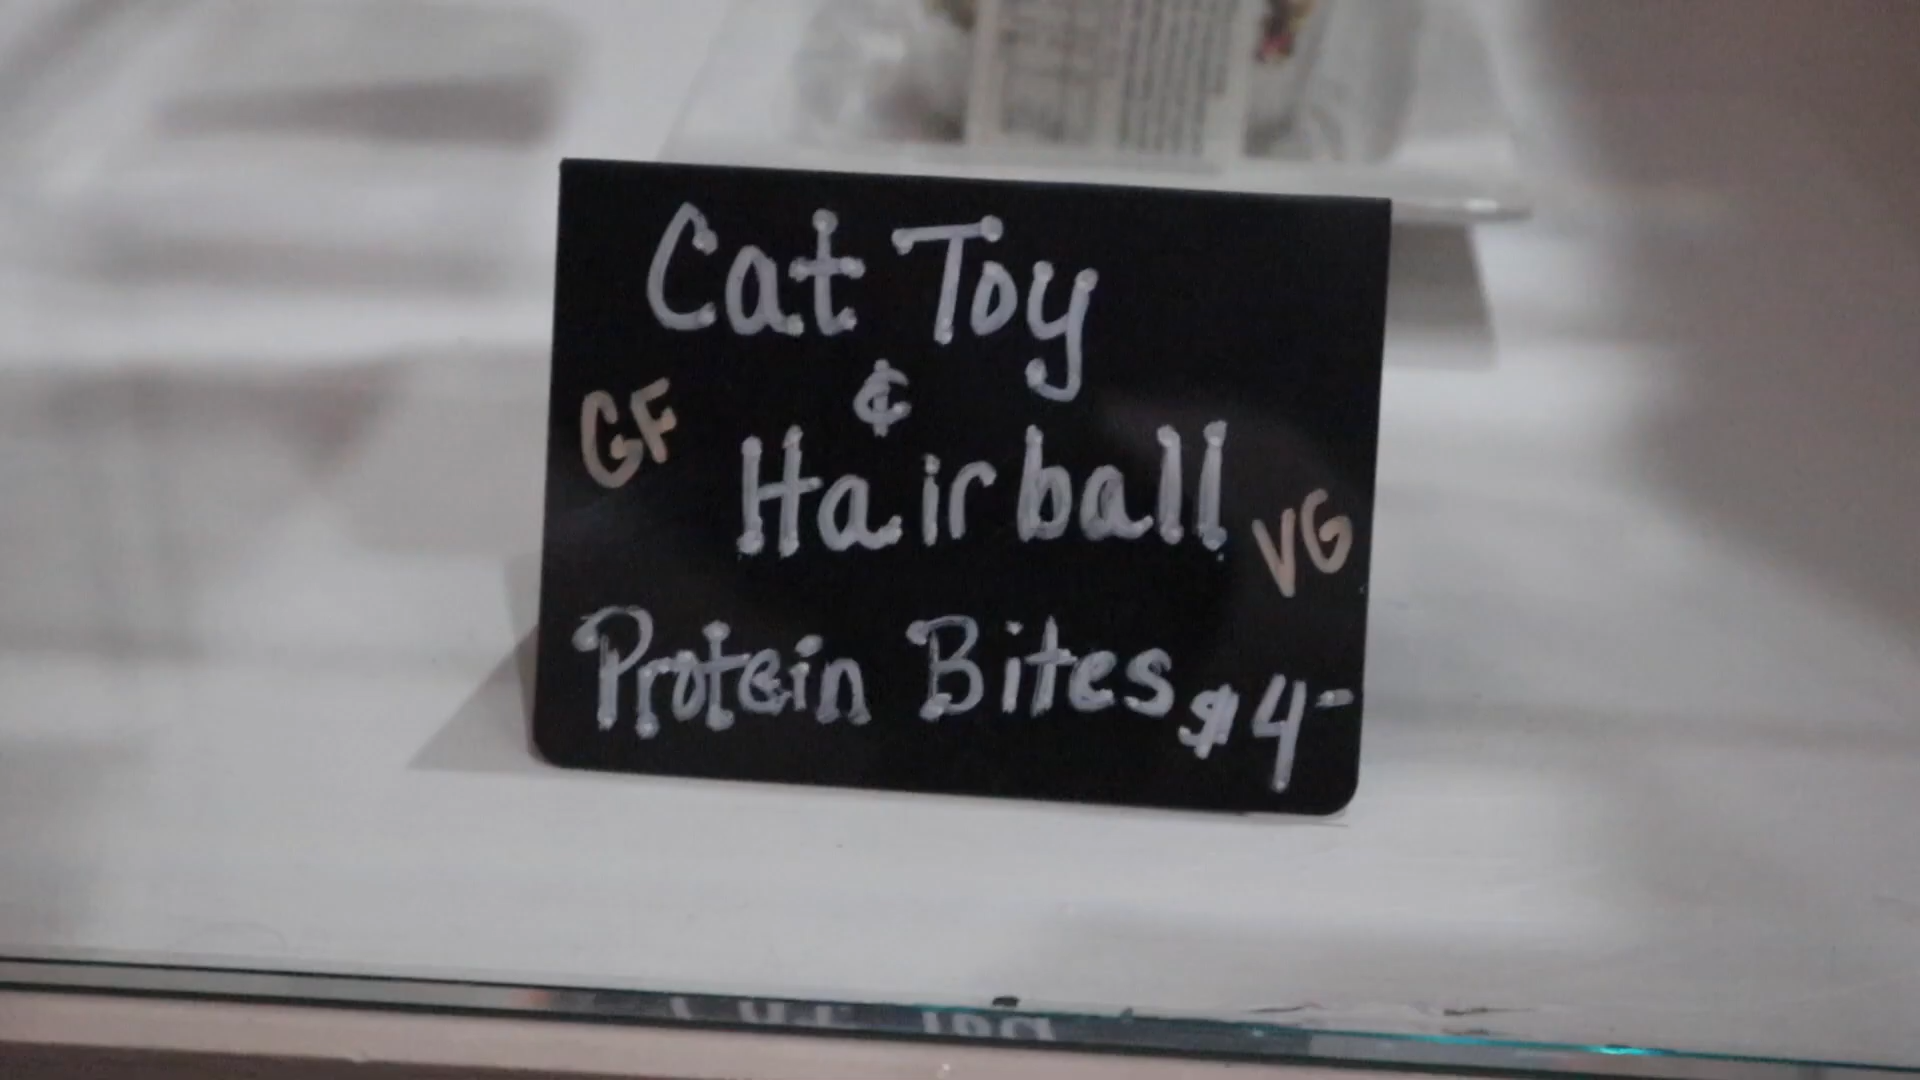 Cat Toy
&
GF
Hairball
VG
Protein Bites $4-